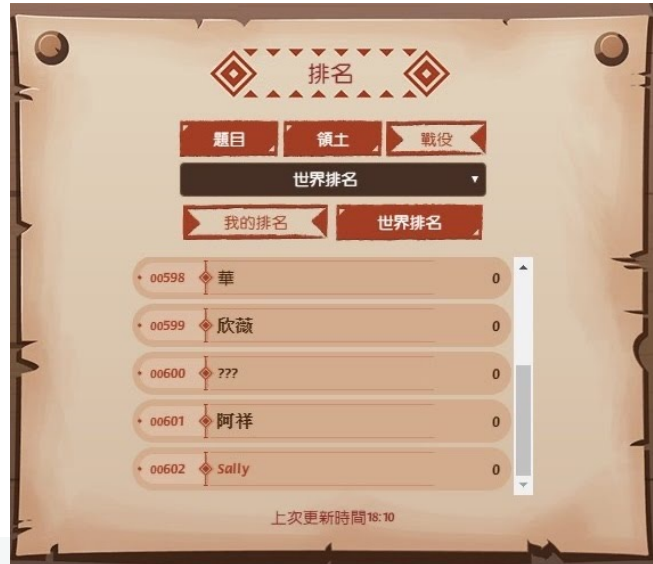 排名
題目 領土 戰役
世界排名
我的排名 世界排名
00598 華 0
00599 欣薇 0
00600 ??? 0
00601 阿祥 0
00602 Sally 0
上次更新時間18:10